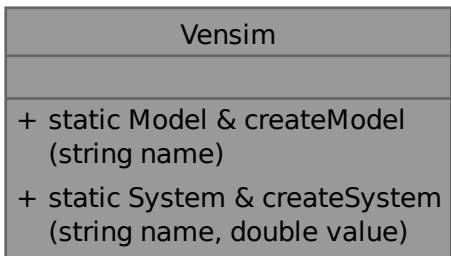 Vensim
+ static Model & createModel
(string name)
+ static System & createSystem
(string name, double value)